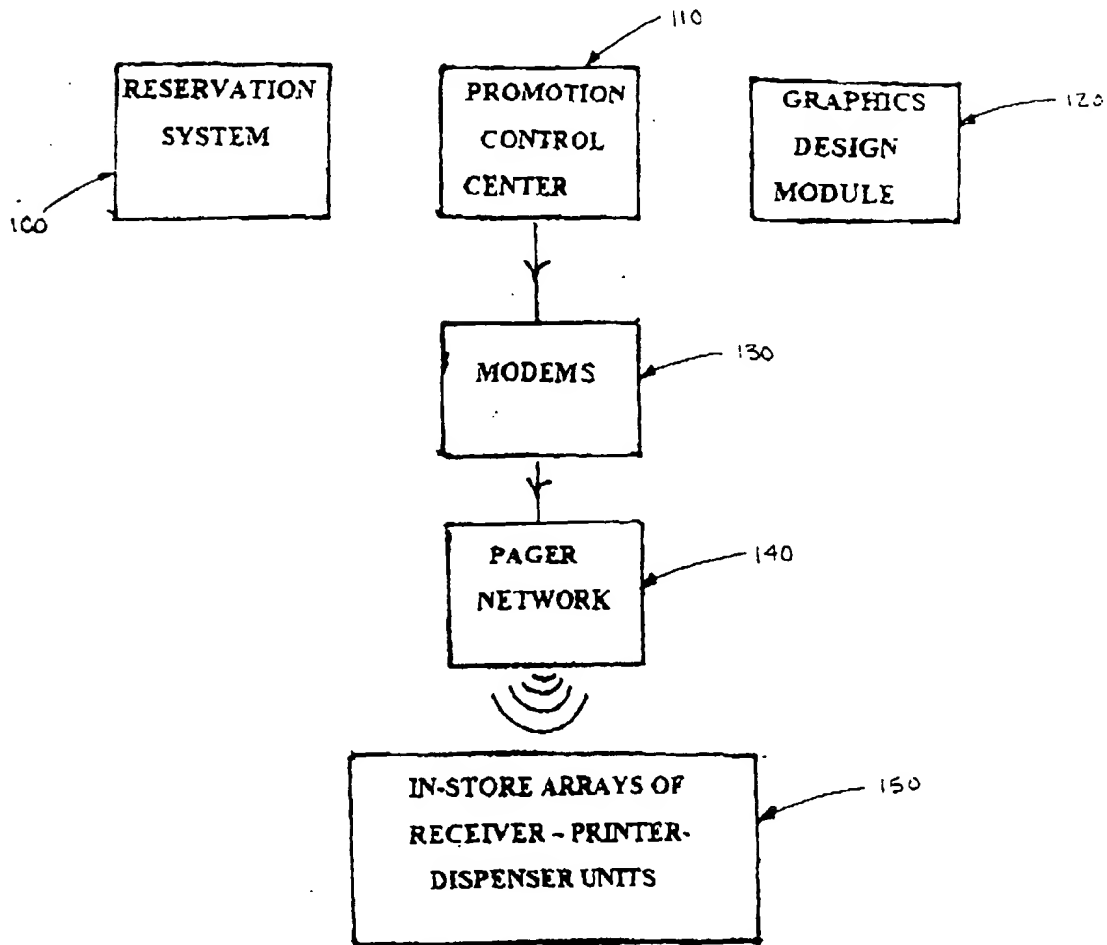 110
RESERVATION
SYSTEM
100
PROMOTION
CONTROL
CENTER
GRAPHICS
DESIGN
MODULE
120
MODEMS
130
PAGER
NETWORK
140
IN-STORE ARRAYS OF
RECEIVER - PRINTER-
DISPENSER UNITS
150